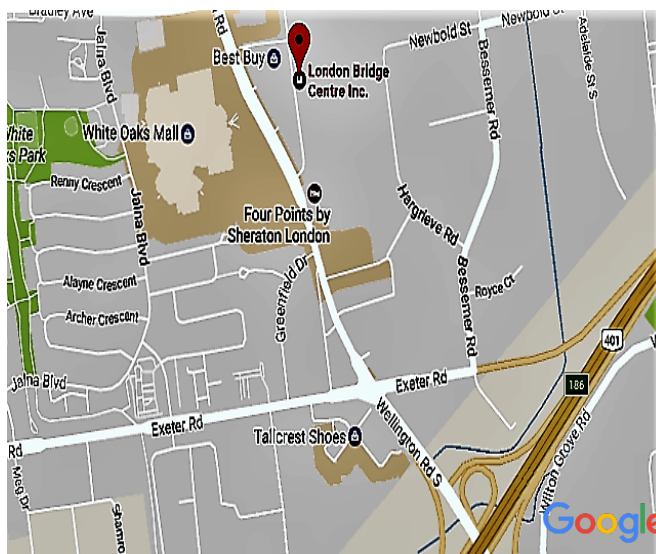 Bradley Ave
Jalna Blvd
Rd
Best Buy
London Bridge
Centre Inc.
Newbold St
Newbold St
Bessemer Rd
Adelaide St S
White
ks Park
White Oaks Mall
Renny Crescent
Jalna Blvd
Four Points by
Sheraton London
Hargrieve Rd
Bessemer Rd
Greenfield Dr
Alayne Crescent
Royce Ct
Archer Crescent
401
186
Jalna Blvd
Exeter Rd
Exeter Rd
Rd
Tallcrest Shoes
Wellington Rd S
Wilton Grove Rd
Meg Dr
Shamro
Google